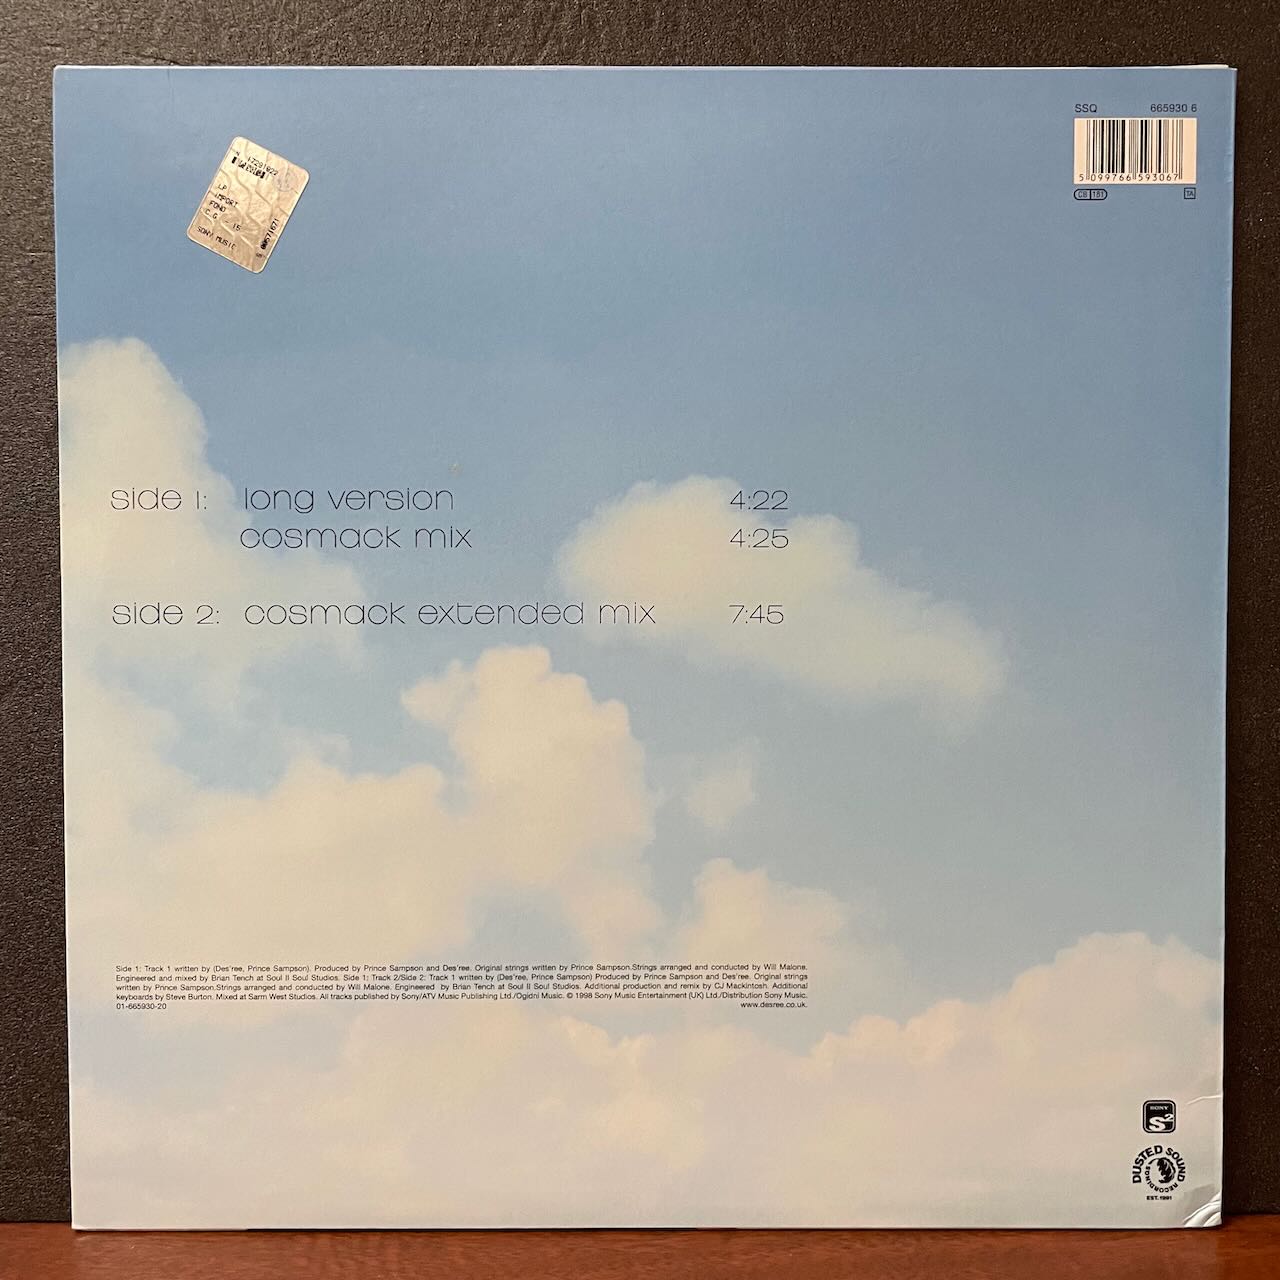 SSQ 665930 6
5 099766 593067
CB 181 TA
LP
IMPORT
FONO
C.G - 15
SONY MUSIC
side 1: long version 4:22
cosmack mix 4:25
side 2: cosmack extended mix 7:45
Side 1: Track 1 written by (Des'ree, Prince Sampson). Produced by Prince Sampson and Des'ree. Original strings written by Prince Sampson.Strings arranged and conducted by Will Malone.
Engineered and mixed by Brian Tench at Soul II Soul Studios. Side 1: Track 2/Side 2: Track 1 written by (Des'ree, Prince Sampson) Produced by Prince Sampson and Des'ree. Original strings
written by Prince Sampson.Strings arranged and conducted by Will Malone. Engineered by Brian Tench at Soul II Soul Studios. Additional production and remix by CJ Mackintosh. Additional
keyboards by Steve Burton. Mixed at Sarm West Studios. All tracks published by Sony/ATV Music Publishing Ltd./Ogidni Music. © 1998 Sony Music Entertainment (UK) Ltd./Distribution Sony Music.
01-665930-20 www.desree.co.uk.
SONY
S2
DUSTED SOUND
RECORDINGS
EST.1991